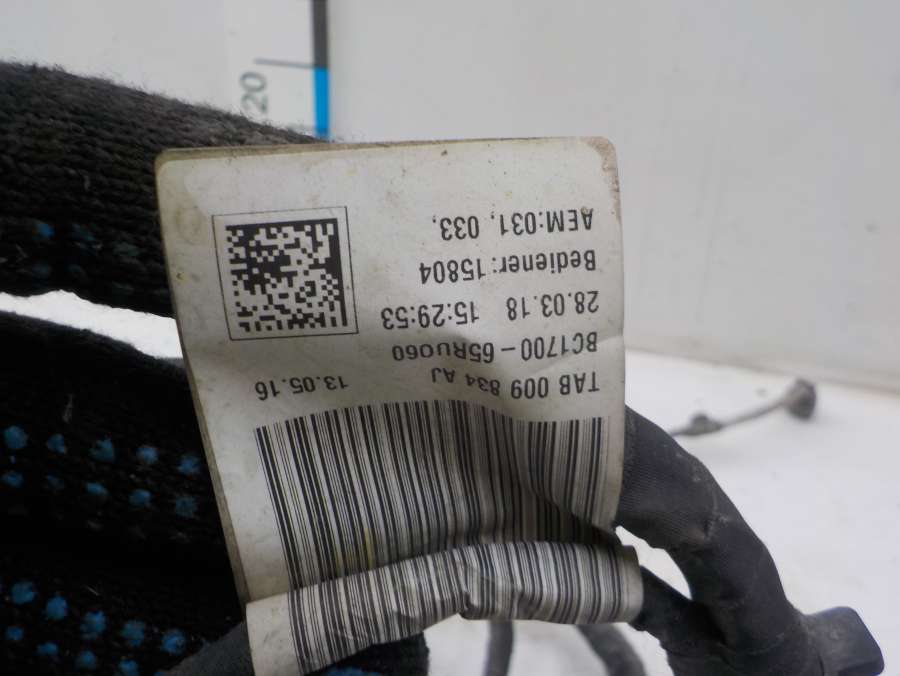 TAB 009 834 AJ 13.05.16
BC1700-65RU060
28.03.18 15:29:53
Bediener:15804
AEM:031, 033,
20